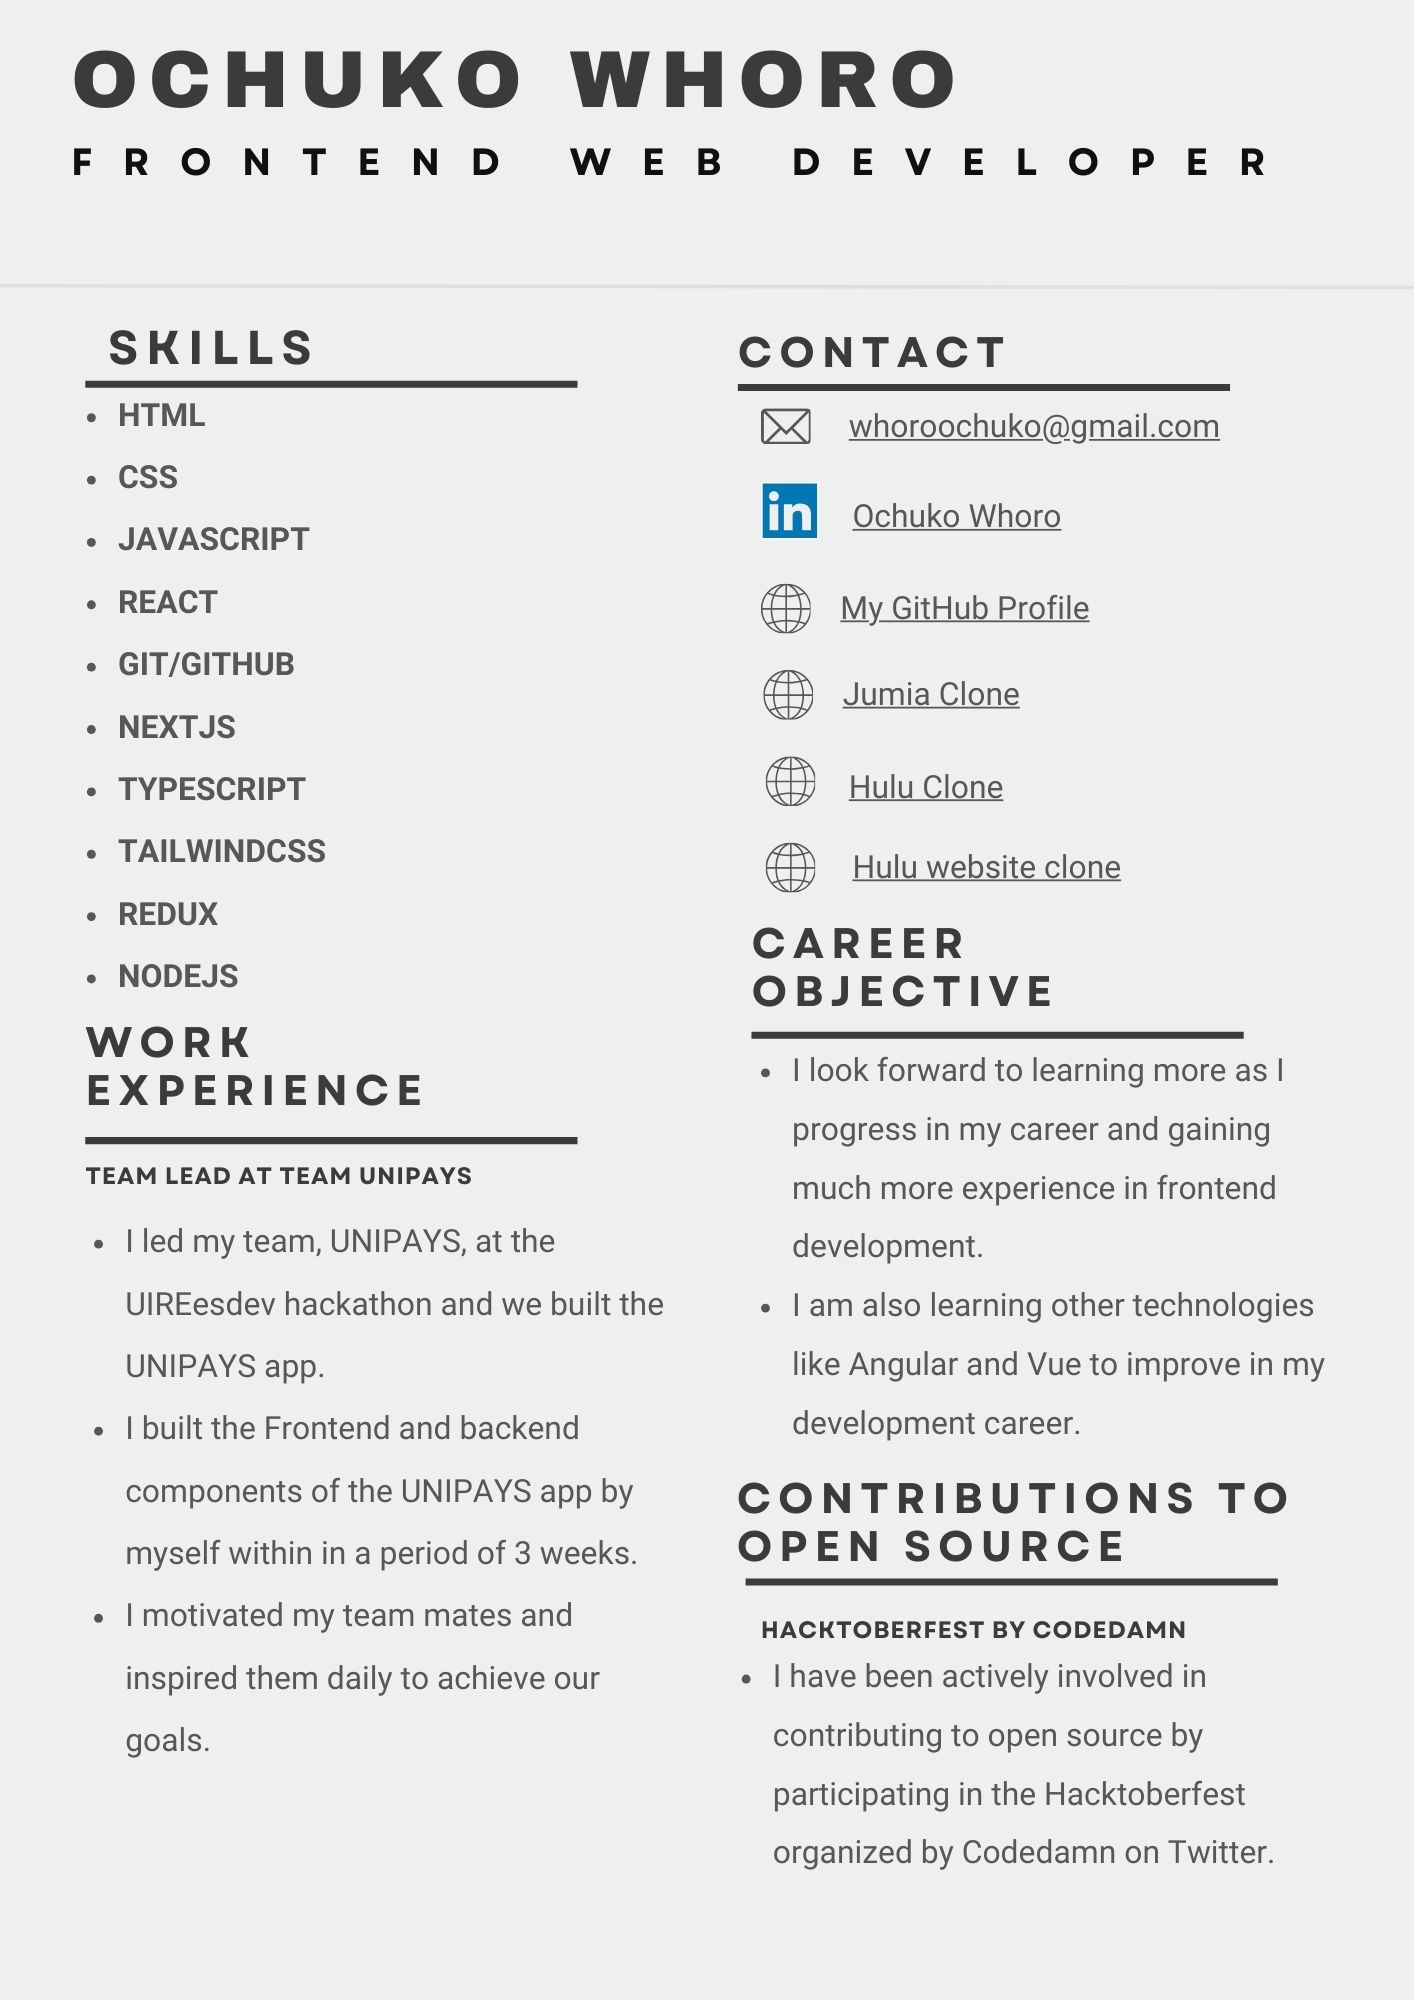 OCHUKO WHORO
FRONTEND WEB DEVELOPER
SKILLS
• HTML
• CSS
• JAVASCRIPT
• REACT
• GIT/GITHUB
• NEXTJS
• TYPESCRIPT
• TAILWINDCSS
• REDUX
• NODEJS
WORK
EXPERIENCE
TEAM LEAD AT TEAM UNIPAYS
• I led my team, UNIPAYS, at the
UIREesdev hackathon and we built the
UNIPAYS app.
• I built the Frontend and backend
components of the UNIPAYS app by
myself within in a period of 3 weeks.
• I motivated my team mates and
inspired them daily to achieve our
goals.
CONTACT
whoroochuko@gmail.com
in
Ochuko Whoro
My GitHub Profile
Jumia Clone
Hulu Clone
Hulu website clone
CAREER
OBJECTIVE
• I look forward to learning more as I
progress in my career and gaining
much more experience in frontend
development.
• I am also learning other technologies
like Angular and Vue to improve in my
development career.
CONTRIBUTIONS TO
OPEN SOURCE
HACKTOBERFEST BY CODEDAMN
• I have been actively involved in
contributing to open source by
participating in the Hacktoberfest
organized by Codedamn on Twitter.